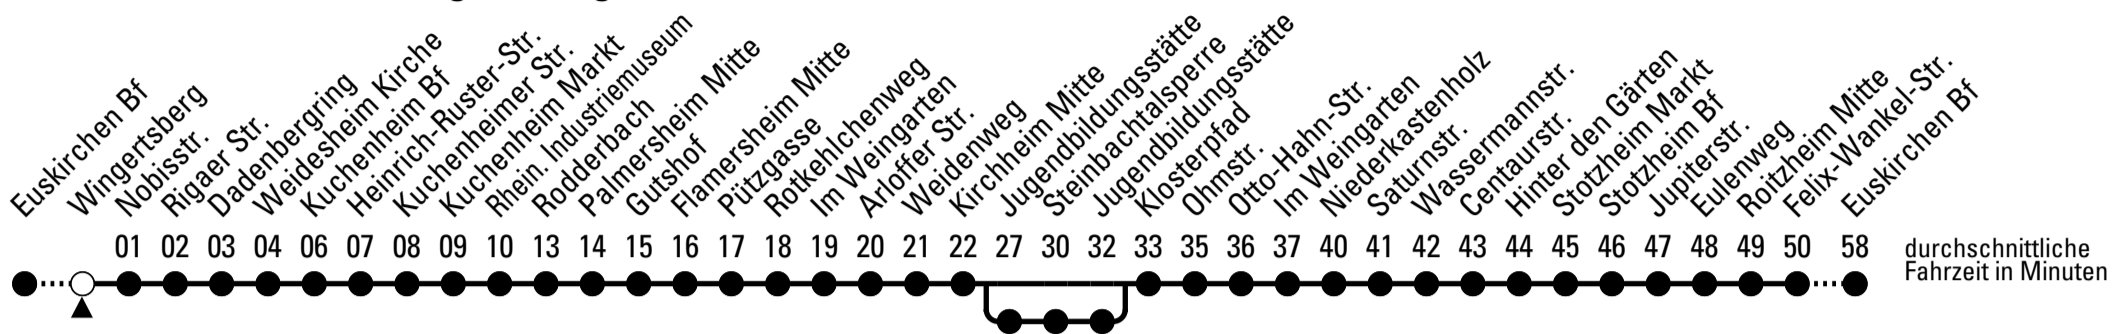 Euskirchen Bf
Wingertsberg
Nobisstr.
Rigaer Str.
Dadenbergring
Weidesheim Kirche
Kuchenheim Bf
Heinrich-Ruster-Str.
Kuchenheimer Str.
Kuchenheim Markt
Rhein. Industriemuseum
Rodderbach
Palmersheim Mitte
Gutshof
Flamersheim Mitte
Pützgasse
Rotkehlchenweg
Im Weingarten
Arloffer Str.
Weidenweg
Kirchheim Mitte
Jugendbildungsstätte
Steinbachtalsperre
Jugendbildungsstätte
Klosterpfad
Ohmstr.
Otto-Hahn-Str.
Im Weingarten
Niederkastenholz
Saturnstr.
Wassermannstr.
Centaurstr.
Hinter den Gärten
Stotzheim Markt
Stotzheim Bf
Jupiterstr.
Eulenweg
Roitzheim Mitte
Felix-Wankel-Str.
Euskirchen Bf
01 02 03 04 06 07 08 09 10 13 14 15 16 17 18 19 20 21 22 27 30 32 33 35 36 37 40 41 42 43 44 45 46 47 48 49 50 58
durchschnittliche
Fahrzeit in Minuten